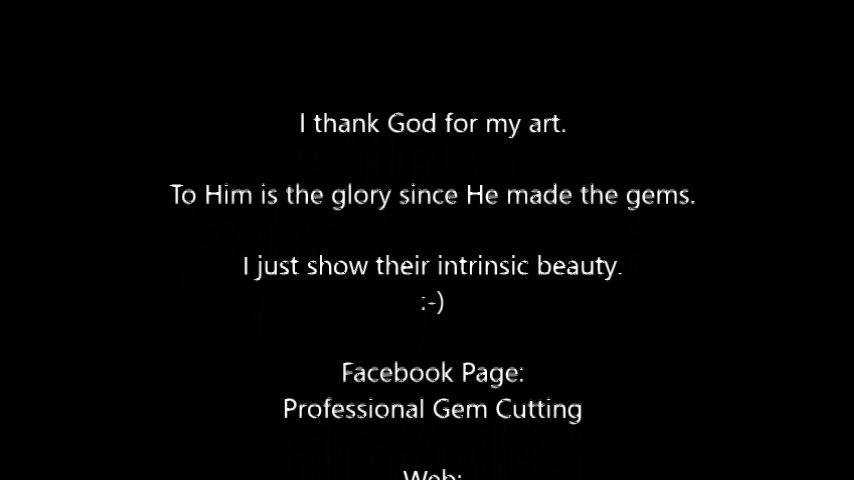 I thank God for my art.
To Him is the glory since He made the gems.
I just show their intrinsic beauty.
:-)
Facebook Page:
Professional Gem Cutting
Web: